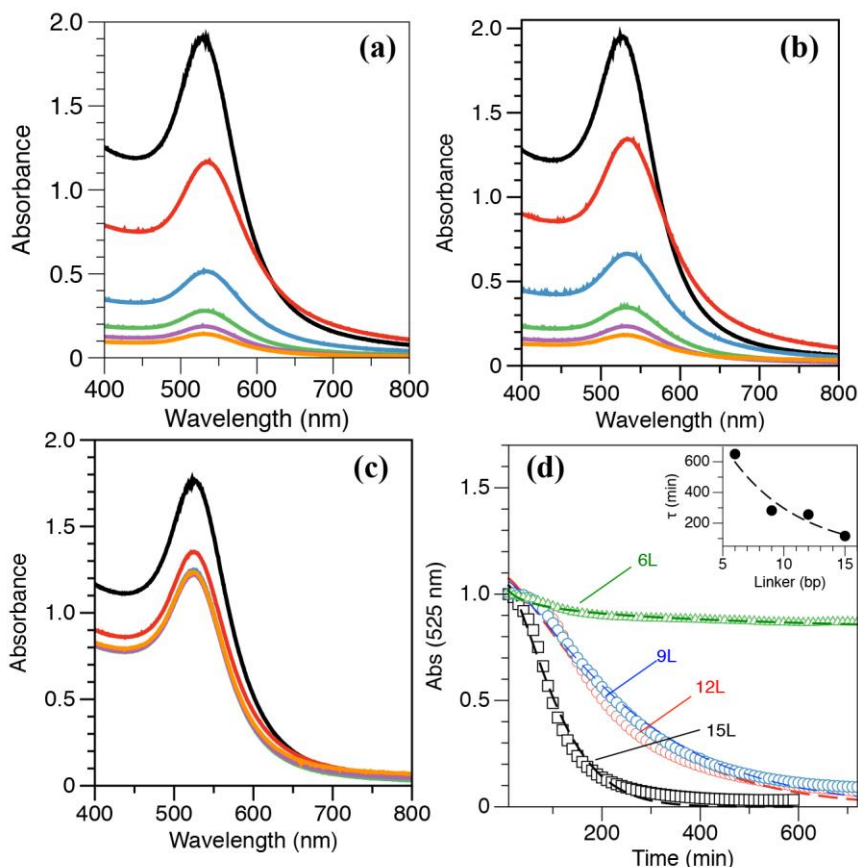 (a)
2.0
1.5
1.0
0.5
0
Absorbance
400 500 600 700 800
Wavelength (nm)
(b)
2.0
1.5
1.0
0.5
0
Absorbance
400 500 600 700 800
Wavelength (nm)
(c)
2.0
1.5
1.0
0.5
0
Absorbance
400 500 600 700 800
Wavelength (nm)
(d)
1.5
1.0
0.5
0
Abs (525 nm)
200 400 600
Time (min)
6L
9L
12L
15L
600
400
200
τ (min)
5 10 15
Linker (bp)